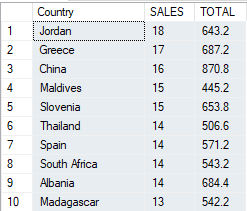 Country SALES TOTAL
1 Jordan 18 643.2
2 Greece 17 687.2
3 China 16 870.8
4 Maldives 15 445.2
5 Slovenia 15 653.8
6 Thailand 14 506.6
7 Spain 14 571.2
8 South Africa 14 543.2
9 Albania 14 684.4
10 Madagascar 13 542.2